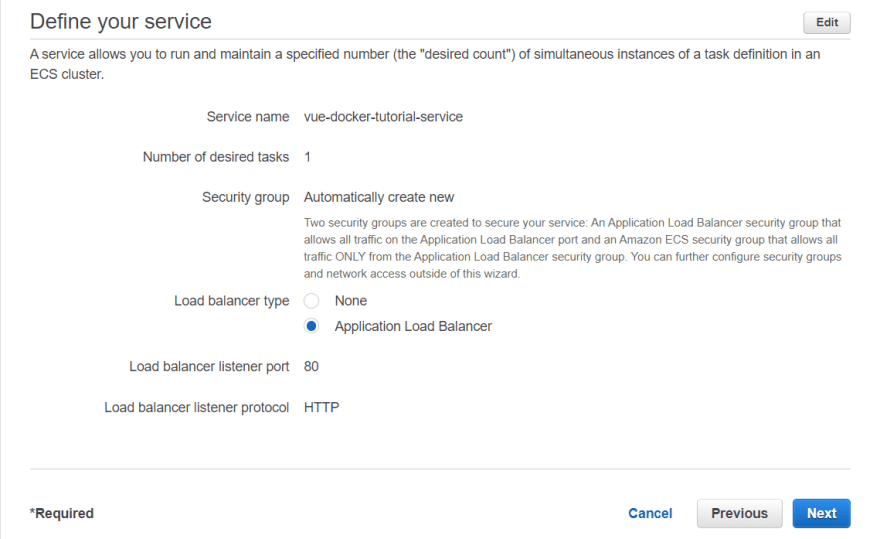 Define your service
Edit
A service allows you to run and maintain a specified number (the "desired count") of simultaneous instances of a task definition in an
ECS cluster.
Service name vue-docker-tutorial-service
Number of desired tasks 1
Security group Automatically create new
Two security groups are created to secure your service: An Application Load Balancer security group that
allows all traffic on the Application Load Balancer port and an Amazon ECS security group that allows all
traffic ONLY from the Application Load Balancer security group. You can further configure security groups
and network access outside of this wizard.
Load balancer type None
Application Load Balancer
Load balancer listener port 80
Load balancer listener protocol HTTP
*Required
Cancel Previous Next